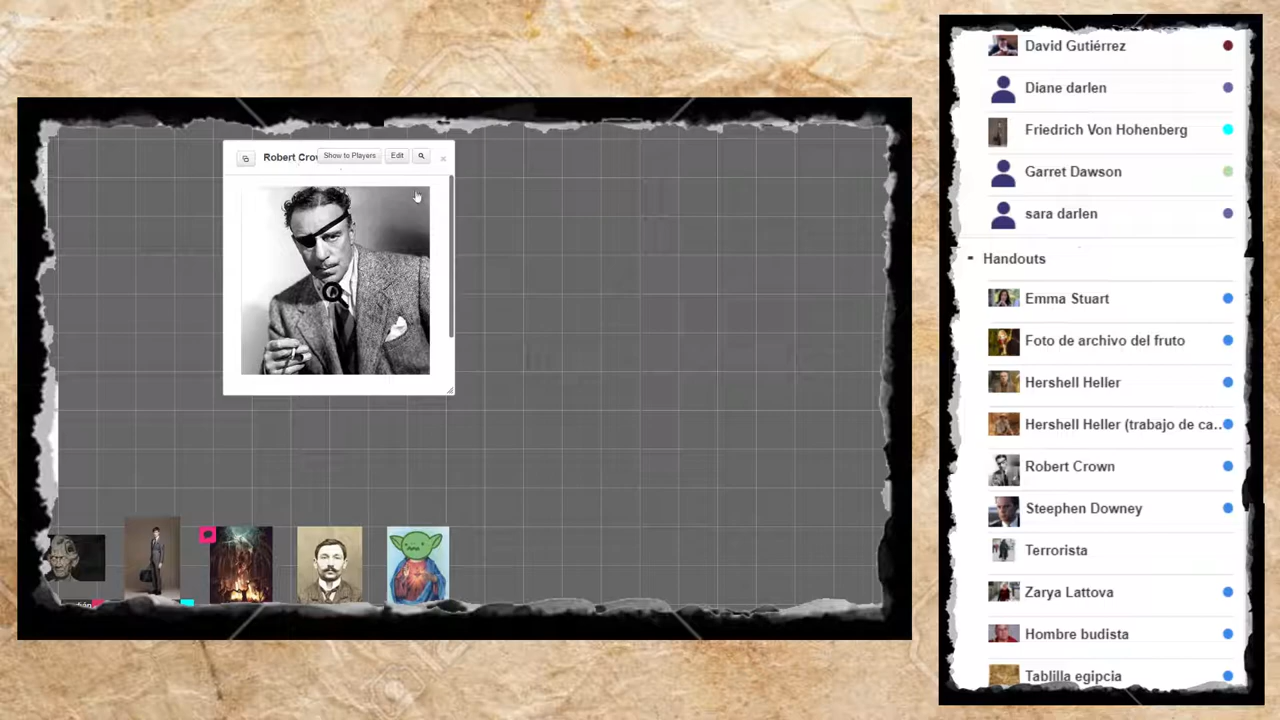 Robert Crow
Show to Players
Edit
David Gutiérrez
Diane darlen
Friedrich Von Hohenberg
Garret Dawson
sara darlen
Handouts
Emma Stuart
Foto de archivo del fruto
Hershell Heller
Hershell Heller (trabajo de ca...
Robert Crown
Steephen Downey
Terrorista
Zarya Lattova
Hombre budista
Tablilla egipcia